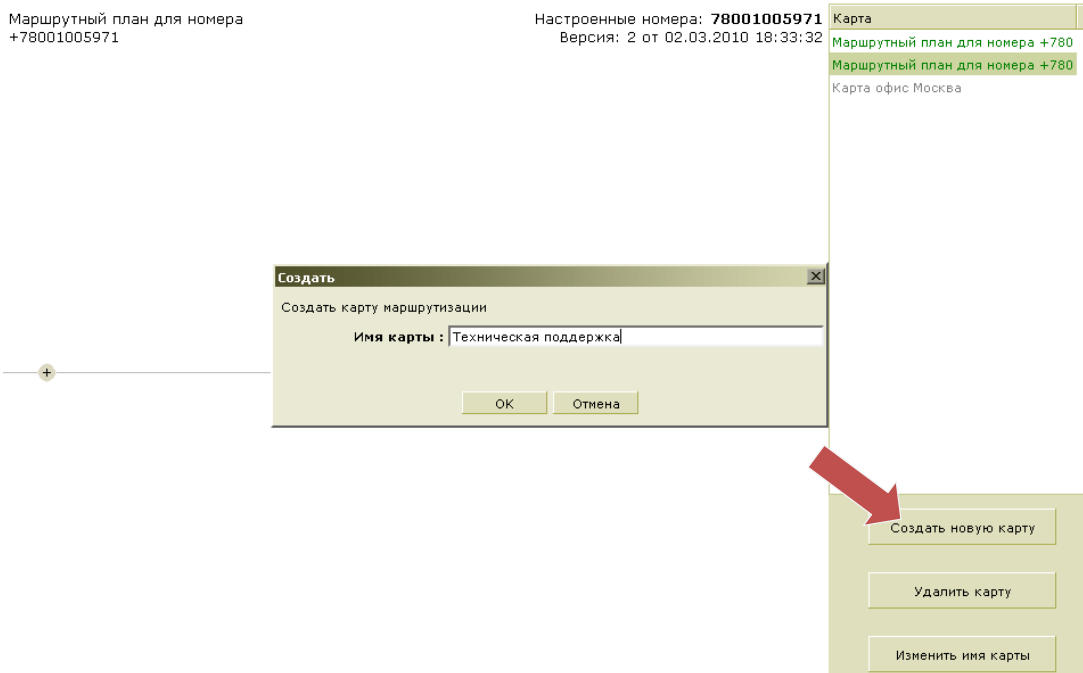 Маршрутный план для номера
+78001005971
Настроенные номера: 78001005971
Версия: 2 от 02.03.2010 18:33:32
Карта
Маршрутный план для номера +780
Маршрутный план для номера +780
Карта офис Москва
Создать
Создать карту маршрутизации
Имя карты : Техническая поддержка
OK Отмена
Создать новую карту
Удалить карту
Изменить имя карты